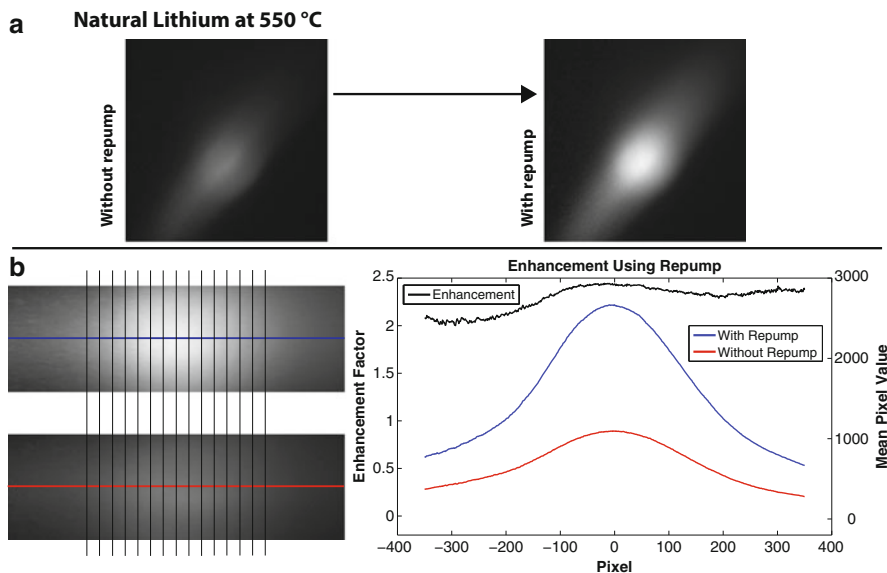 a
Natural Lithium at 550 °C
Without repump
With repump
b
Enhancement Using Repump
Enhancement
With Repump
Without Repump
Enhancement Factor
2.5
2
1.5
1
0.5
0
Mean Pixel Value
3000
2000
1000
0
−400
−300
−200
−100
0
100
200
300
400
Pixel